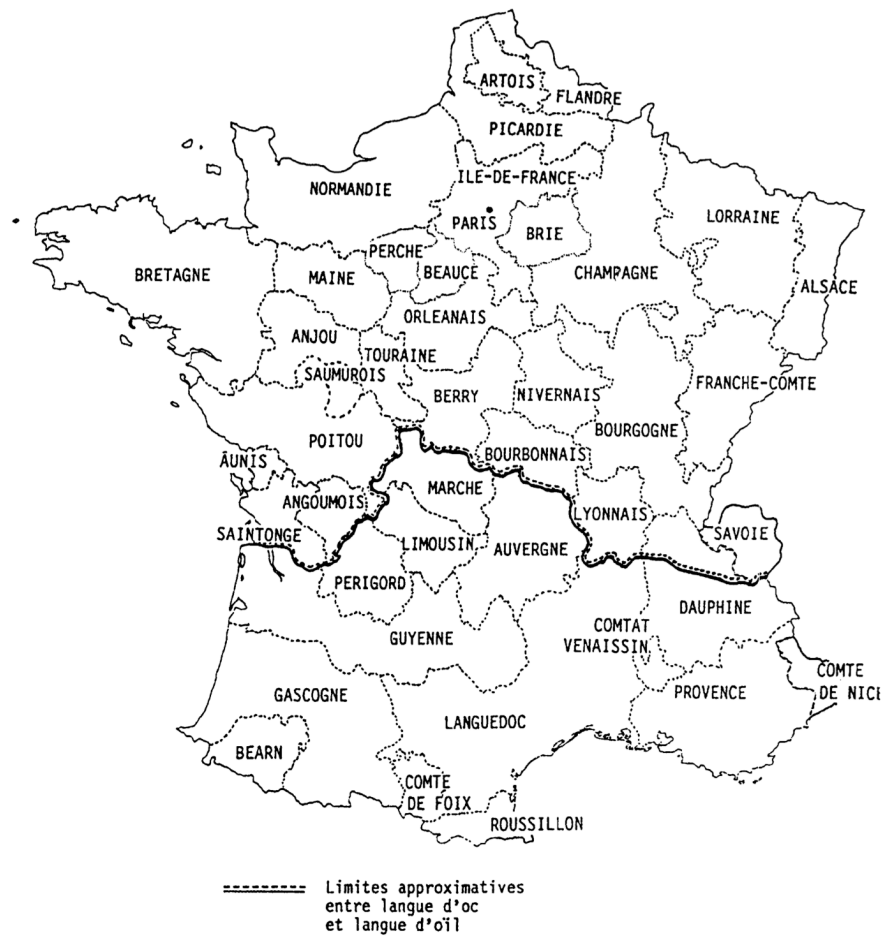 ARTOIS
FLANDRE
PICARDIE
ILE-DE-FRANCE
NORMANDIE
PARIS
BRIE
LORRAINE
PERCHE
BEAUCE
CHAMPAGNE
BRETAGNE
MAINE
ALSACE
ORLEANAIS
ANJOU
TOURAINE
SAUMUROIS
FRANCHE-COMTE
BERRY
NIVERNAIS
BOURGOGNE
POITOU
BOURBONNAIS
ÂUNIS
MARCHE
ANGOUMOIS
LYONNAIS
SAINTONGE
SAVOIE
LIMOUSIN
AUVERGNE
PERIGORD
DAUPHINE
COMTAT
VENAISSIN
GUYENNE
COMTE
DE NICE
PROVENCE
GASCOGNE
LANGUEDOC
BEARN
COMTE
DE FOIX
ROUSSILLON
Limites approximatives
entre langue d'oc
et langue d'oïl